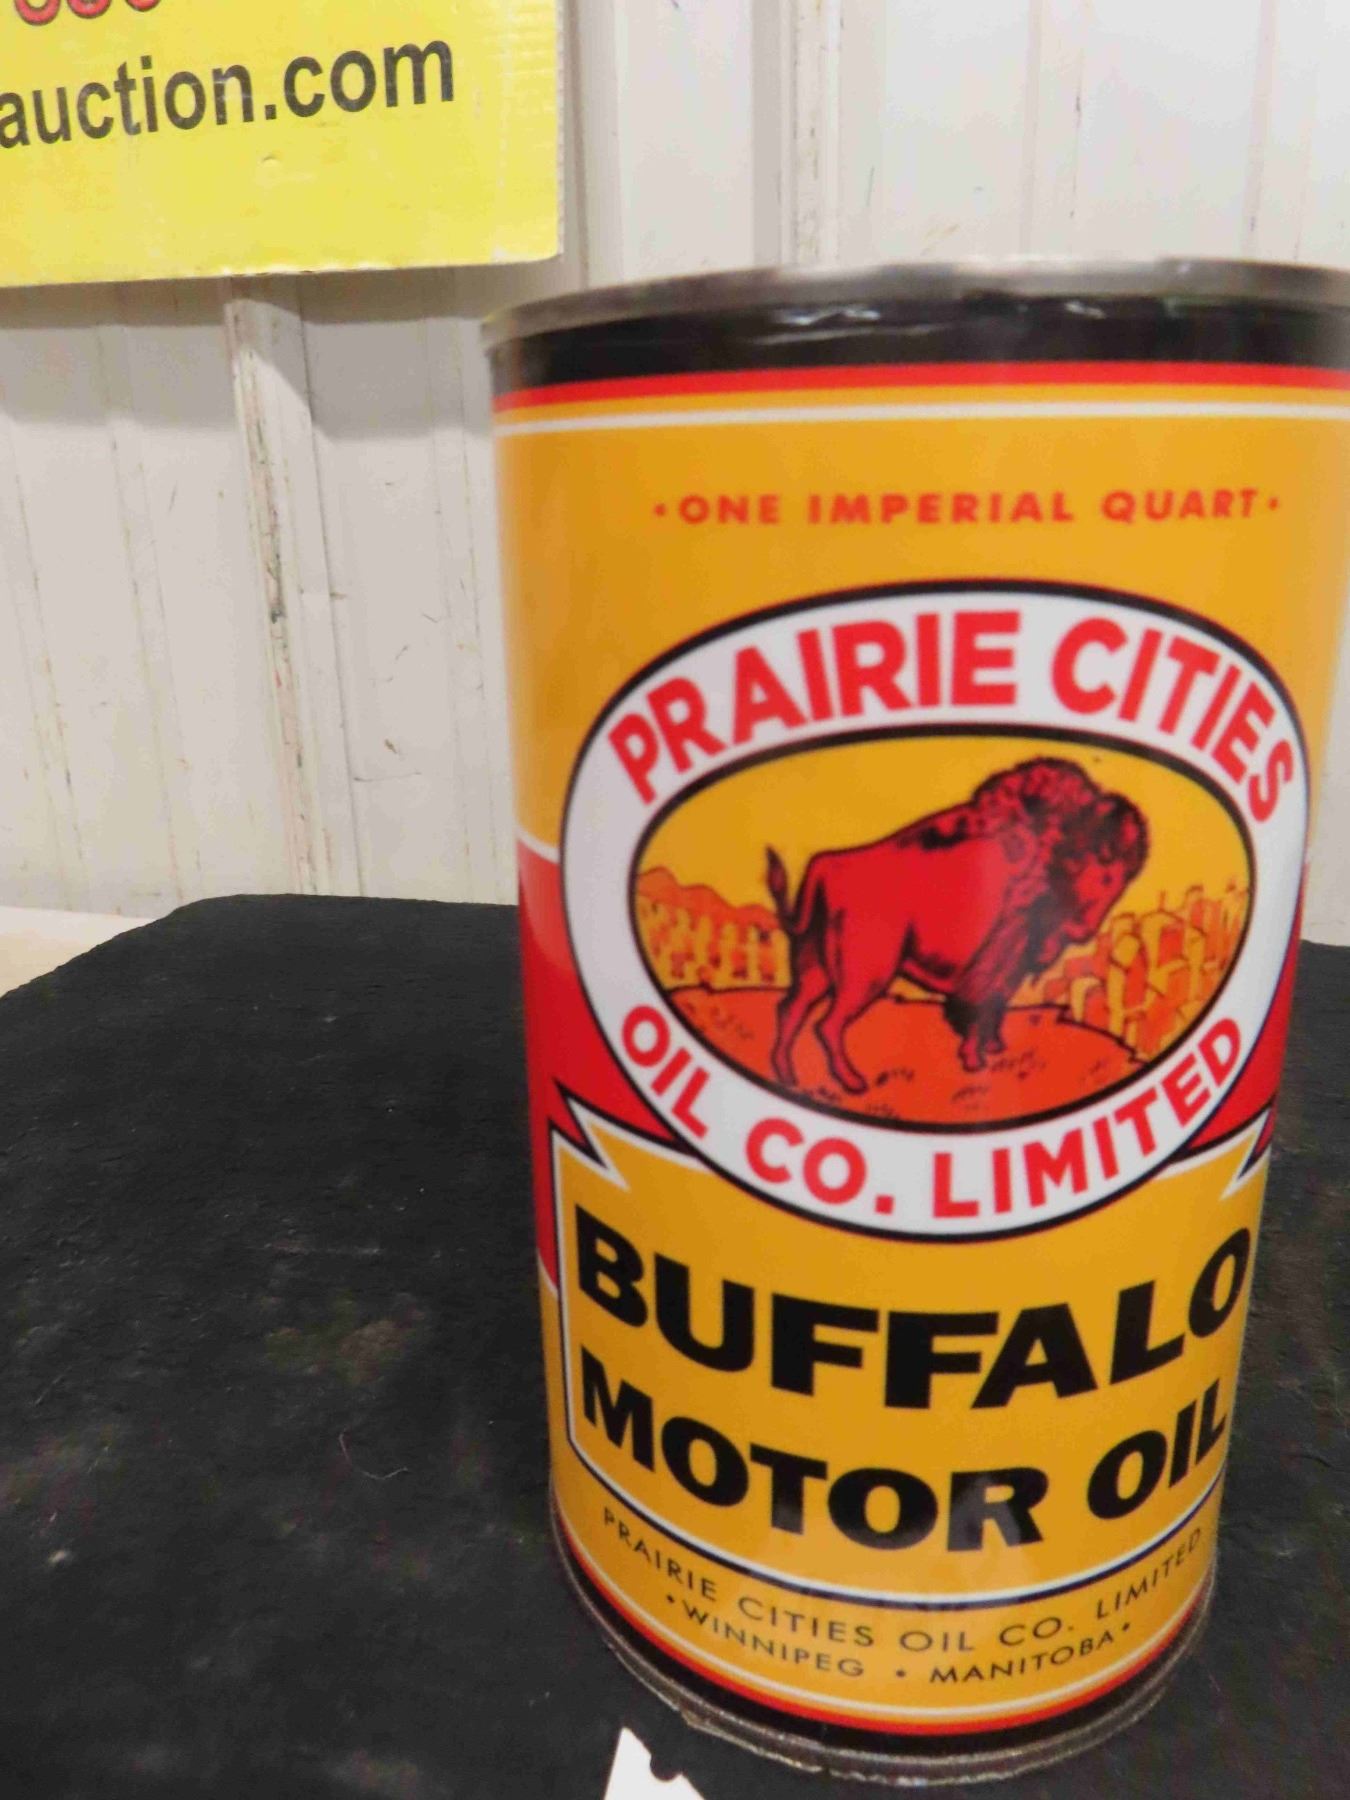 auction.com
·ONE IMPERIAL QUART·
PRAIRIE CITIES
OIL CO. LIMITED
BUFFALO
MOTOR OIL
PRAIRIE CITIES OIL CO. LIMITED
·WINNIPEG · MANITOBA·